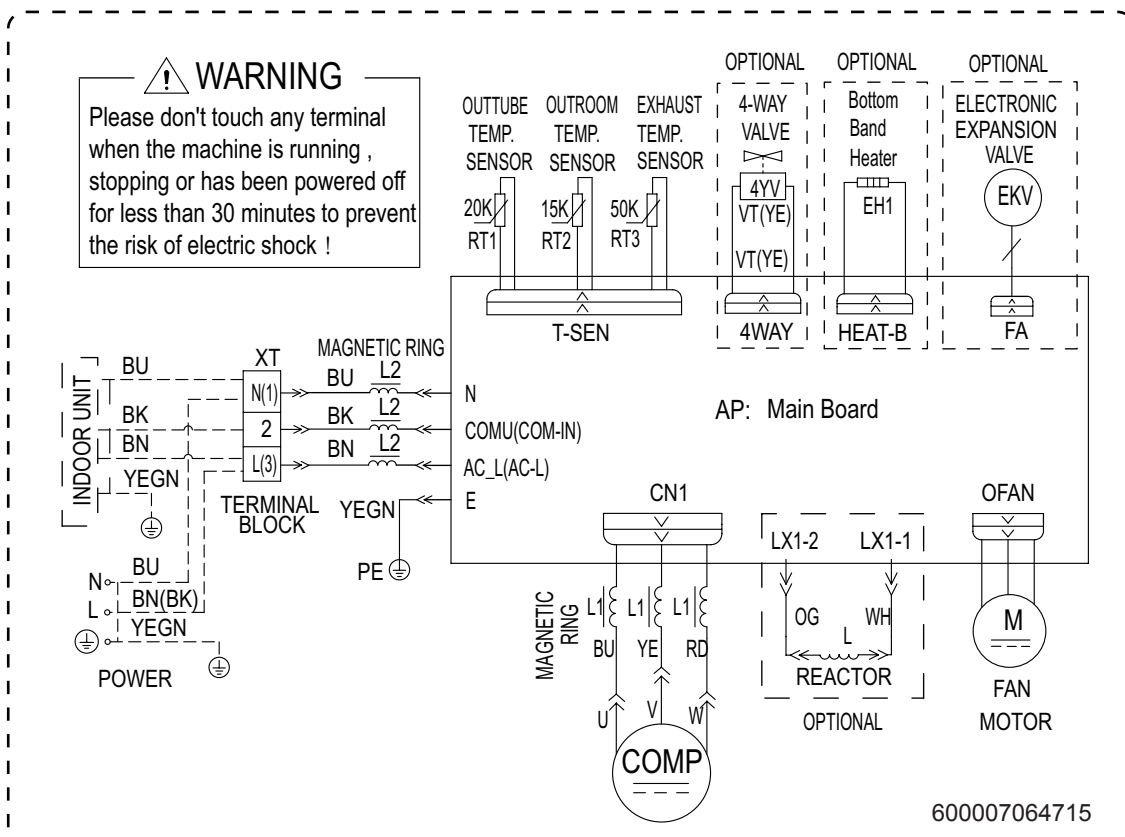 WARNING
Please don't touch any terminal
when the machine is running ,
stopping or has been powered off
for less than 30 minutes to prevent
the risk of electric shock !
OUTTUBE
TEMP.
SENSOR
20K
RT1
OUTROOM
TEMP.
SENSOR
15K
RT2
EXHAUST
TEMP.
SENSOR
50K
RT3
T-SEN
OPTIONAL
4-WAY
VALVE
4YV
VT(YE)
VT(YE)
4WAY
OPTIONAL
Bottom
Band
Heater
EH1
HEAT-B
OPTIONAL
ELECTRONIC
EXPANSION
VALVE
EKV
FA
INDOOR UNIT
BU
BK
BN
YEGN
XT
N(1)
2
L(3)
TERMINAL
BLOCK
MAGNETIC RING
BU
L2
BK
L2
BN
L2
YEGN
PE
N
COMU(COM-IN)
AC_L(AC-L)
E
AP: Main Board
N
BU
L
BN(BK)
YEGN
POWER
CN1
MAGNETIC
RING
L1
L1
L1
BU
YE
RD
U
V
W
COMP
LX1-2
LX1-1
OG
WH
L
REACTOR
OPTIONAL
OFAN
M
FAN
MOTOR
600007064715